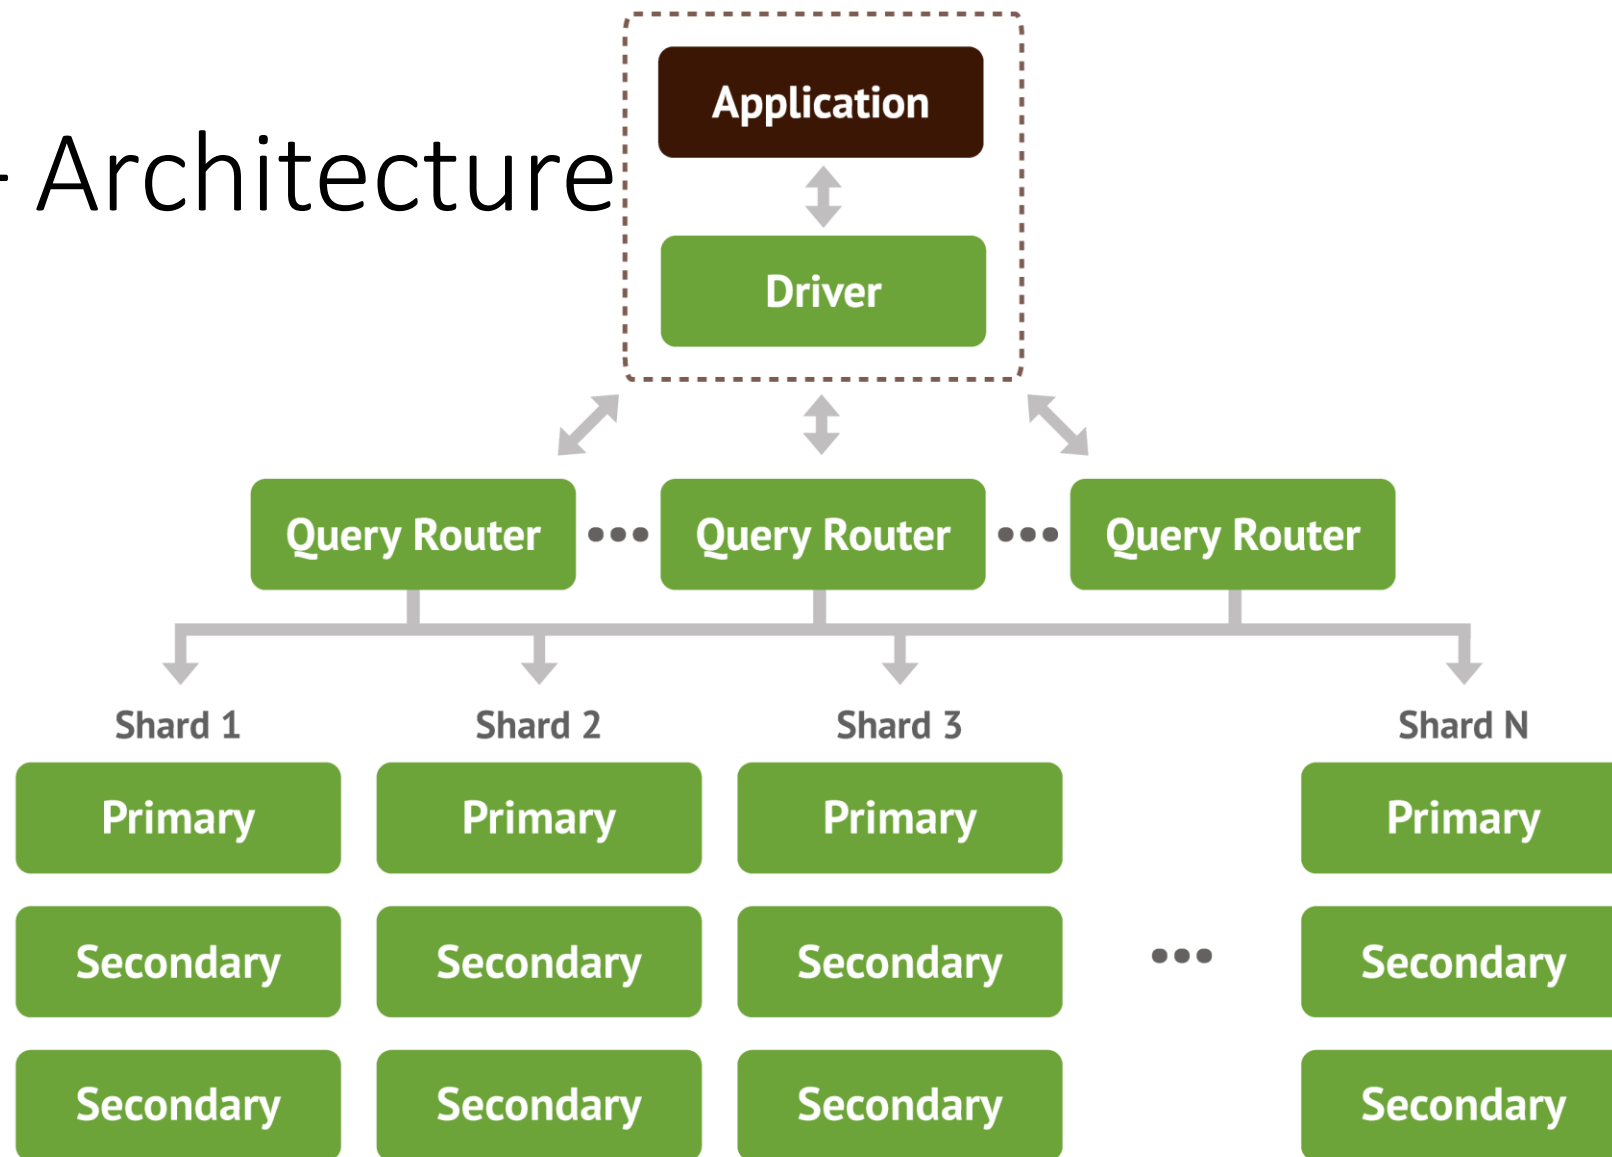 - Architecture
Application
Driver
Query Router ••• Query Router ••• Query Router
Shard 1 Shard 2 Shard 3 Shard N
Primary Primary Primary Primary
Secondary Secondary Secondary ••• Secondary
Secondary Secondary Secondary Secondary